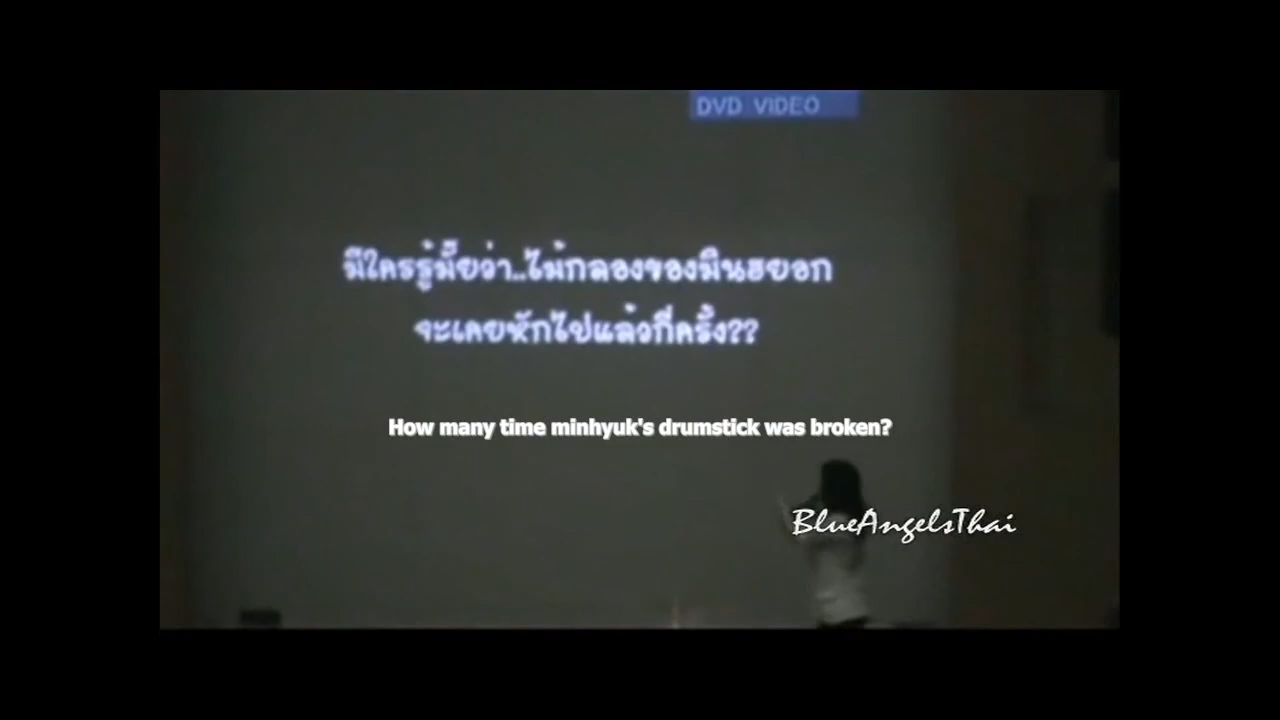 DVD VIDEO
มีใครรู้มั๊ยว่า..ไม้กลองของมินฮยอก
จะเคยหักไปแล้วกี่ครั้ง??
How many time minhyuk's drumstick was broken?
BlueAngelsThai